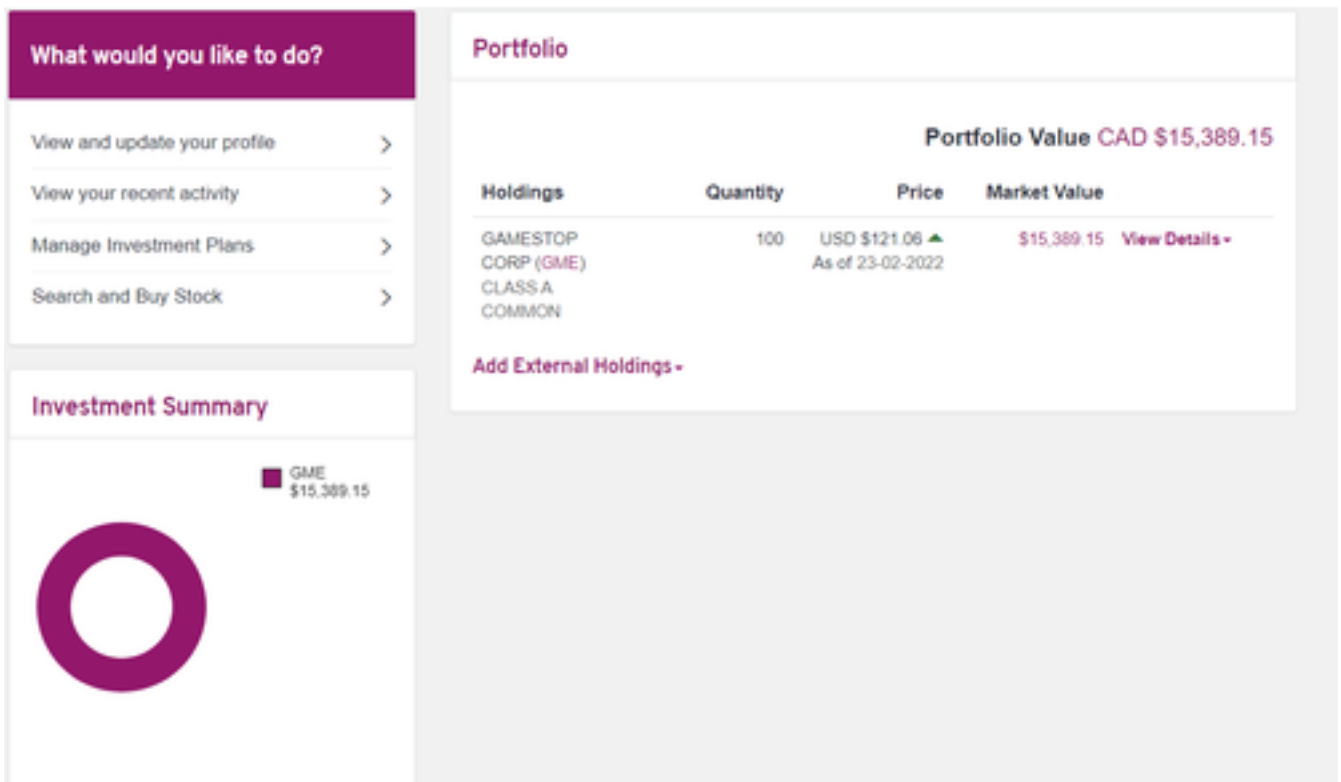 What would you like to do?
View and update your profile
View your recent activity
Manage Investment Plans
Search and Buy Stock
Investment Summary
GME
$15,389.15
Portfolio
Portfolio Value CAD $15,389.15
Holdings Quantity Price Market Value
GAMESTOP 100 USD $121.06 $15,389.15 View Details
CORP (GME) As of 23-02-2022
CLASS A
COMMON
Add External Holdings